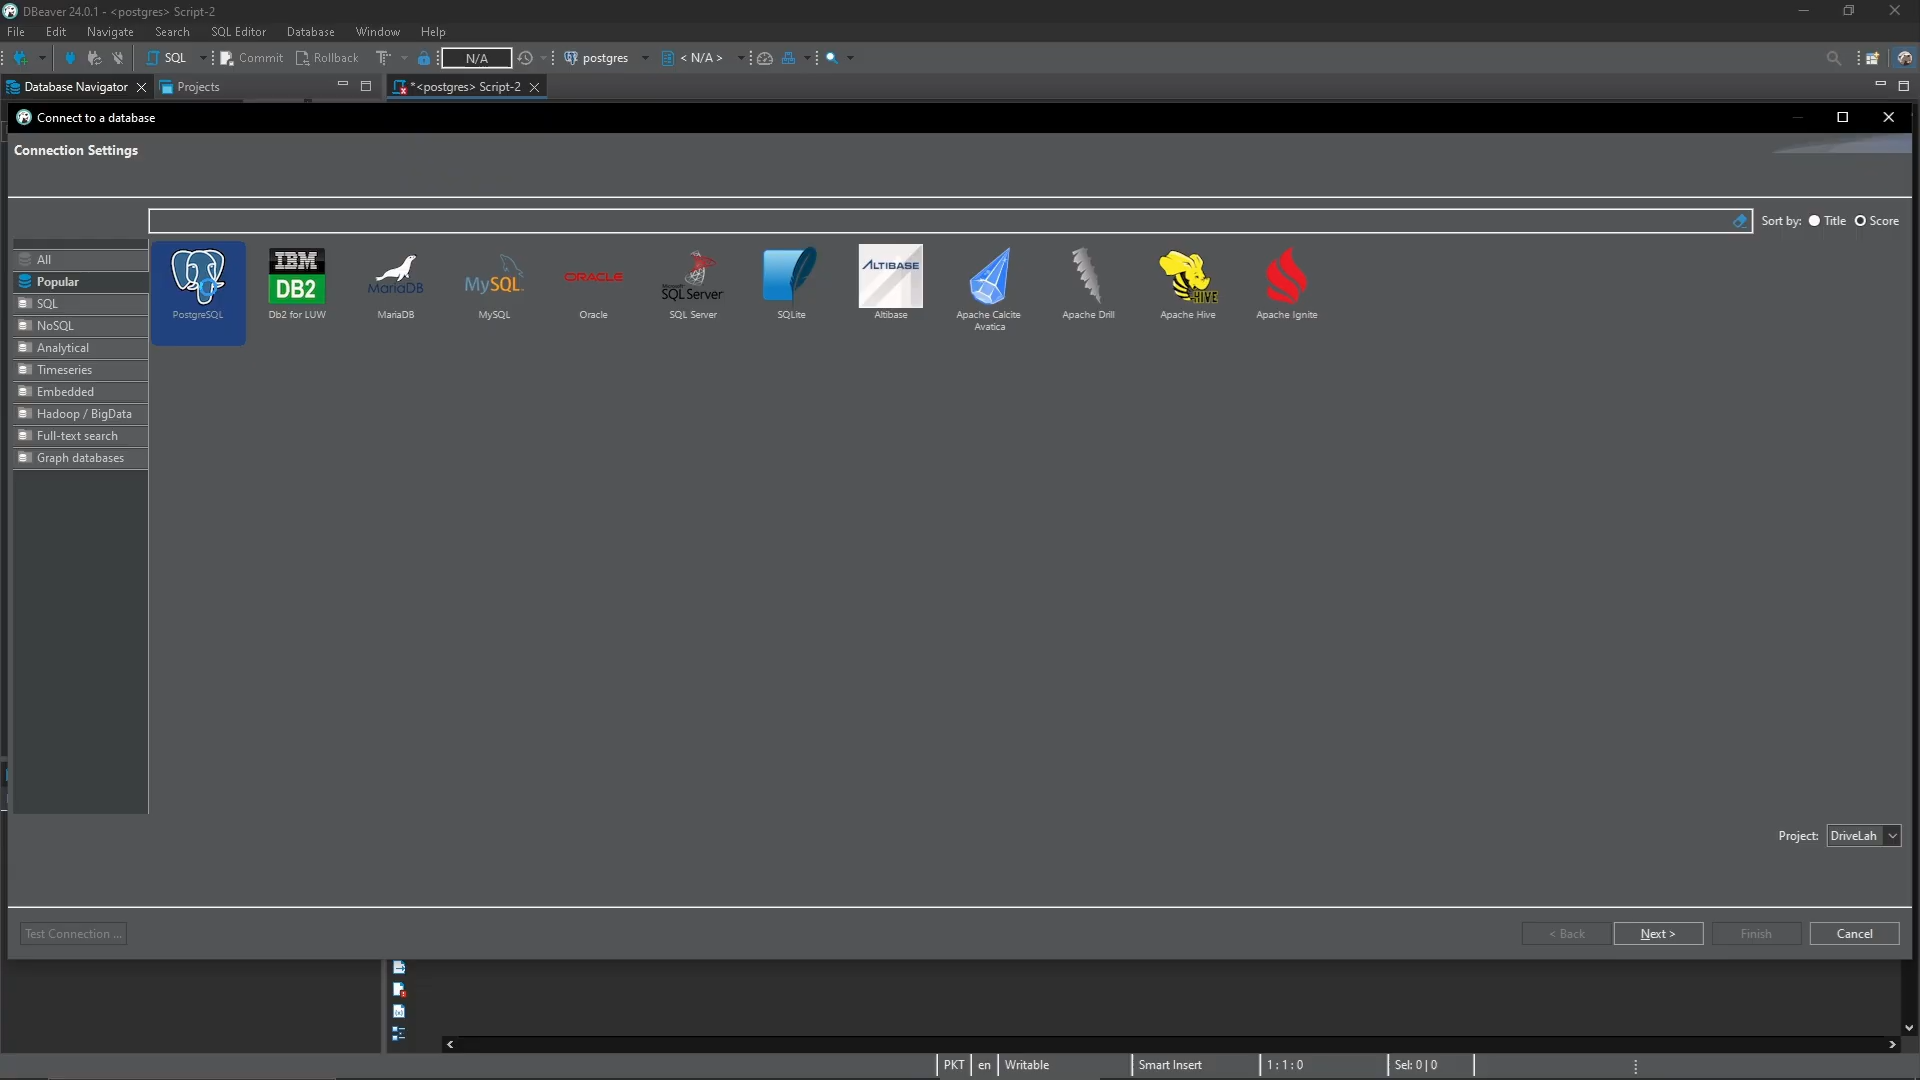 DBeaver 24.0.1 - <postgres> Script-2
File Edit Navigate Search SQL Editor Database Window Help
SQL Commit Rollback N/A postgres < N/A >
Database Navigator Projects *<postgres> Script-2
Connect to a database
Connection Settings
Sort by: Title Score
All
Popular
SQL
NoSQL
Analytical
Timeseries
Embedded
Hadoop / BigData
Full-text search
Graph databases
PostgreSQL
IBM
DB2
Db2 for LUW
MariaDB
MariaDB
MySQL
MySQL
ORACLE
Oracle
Microsoft
SQL Server
SQL Server
SQLite
ALTIBASE
Altibase
Apache Calcite
Avatica
Apache Drill
HIVE
Apache Hive
Apache Ignite
Project: DriveLah
Test Connection ... < Back Next > Finish Cancel
PKT en Writable Smart Insert 1 : 1 : 0 Sel: 0 | 0